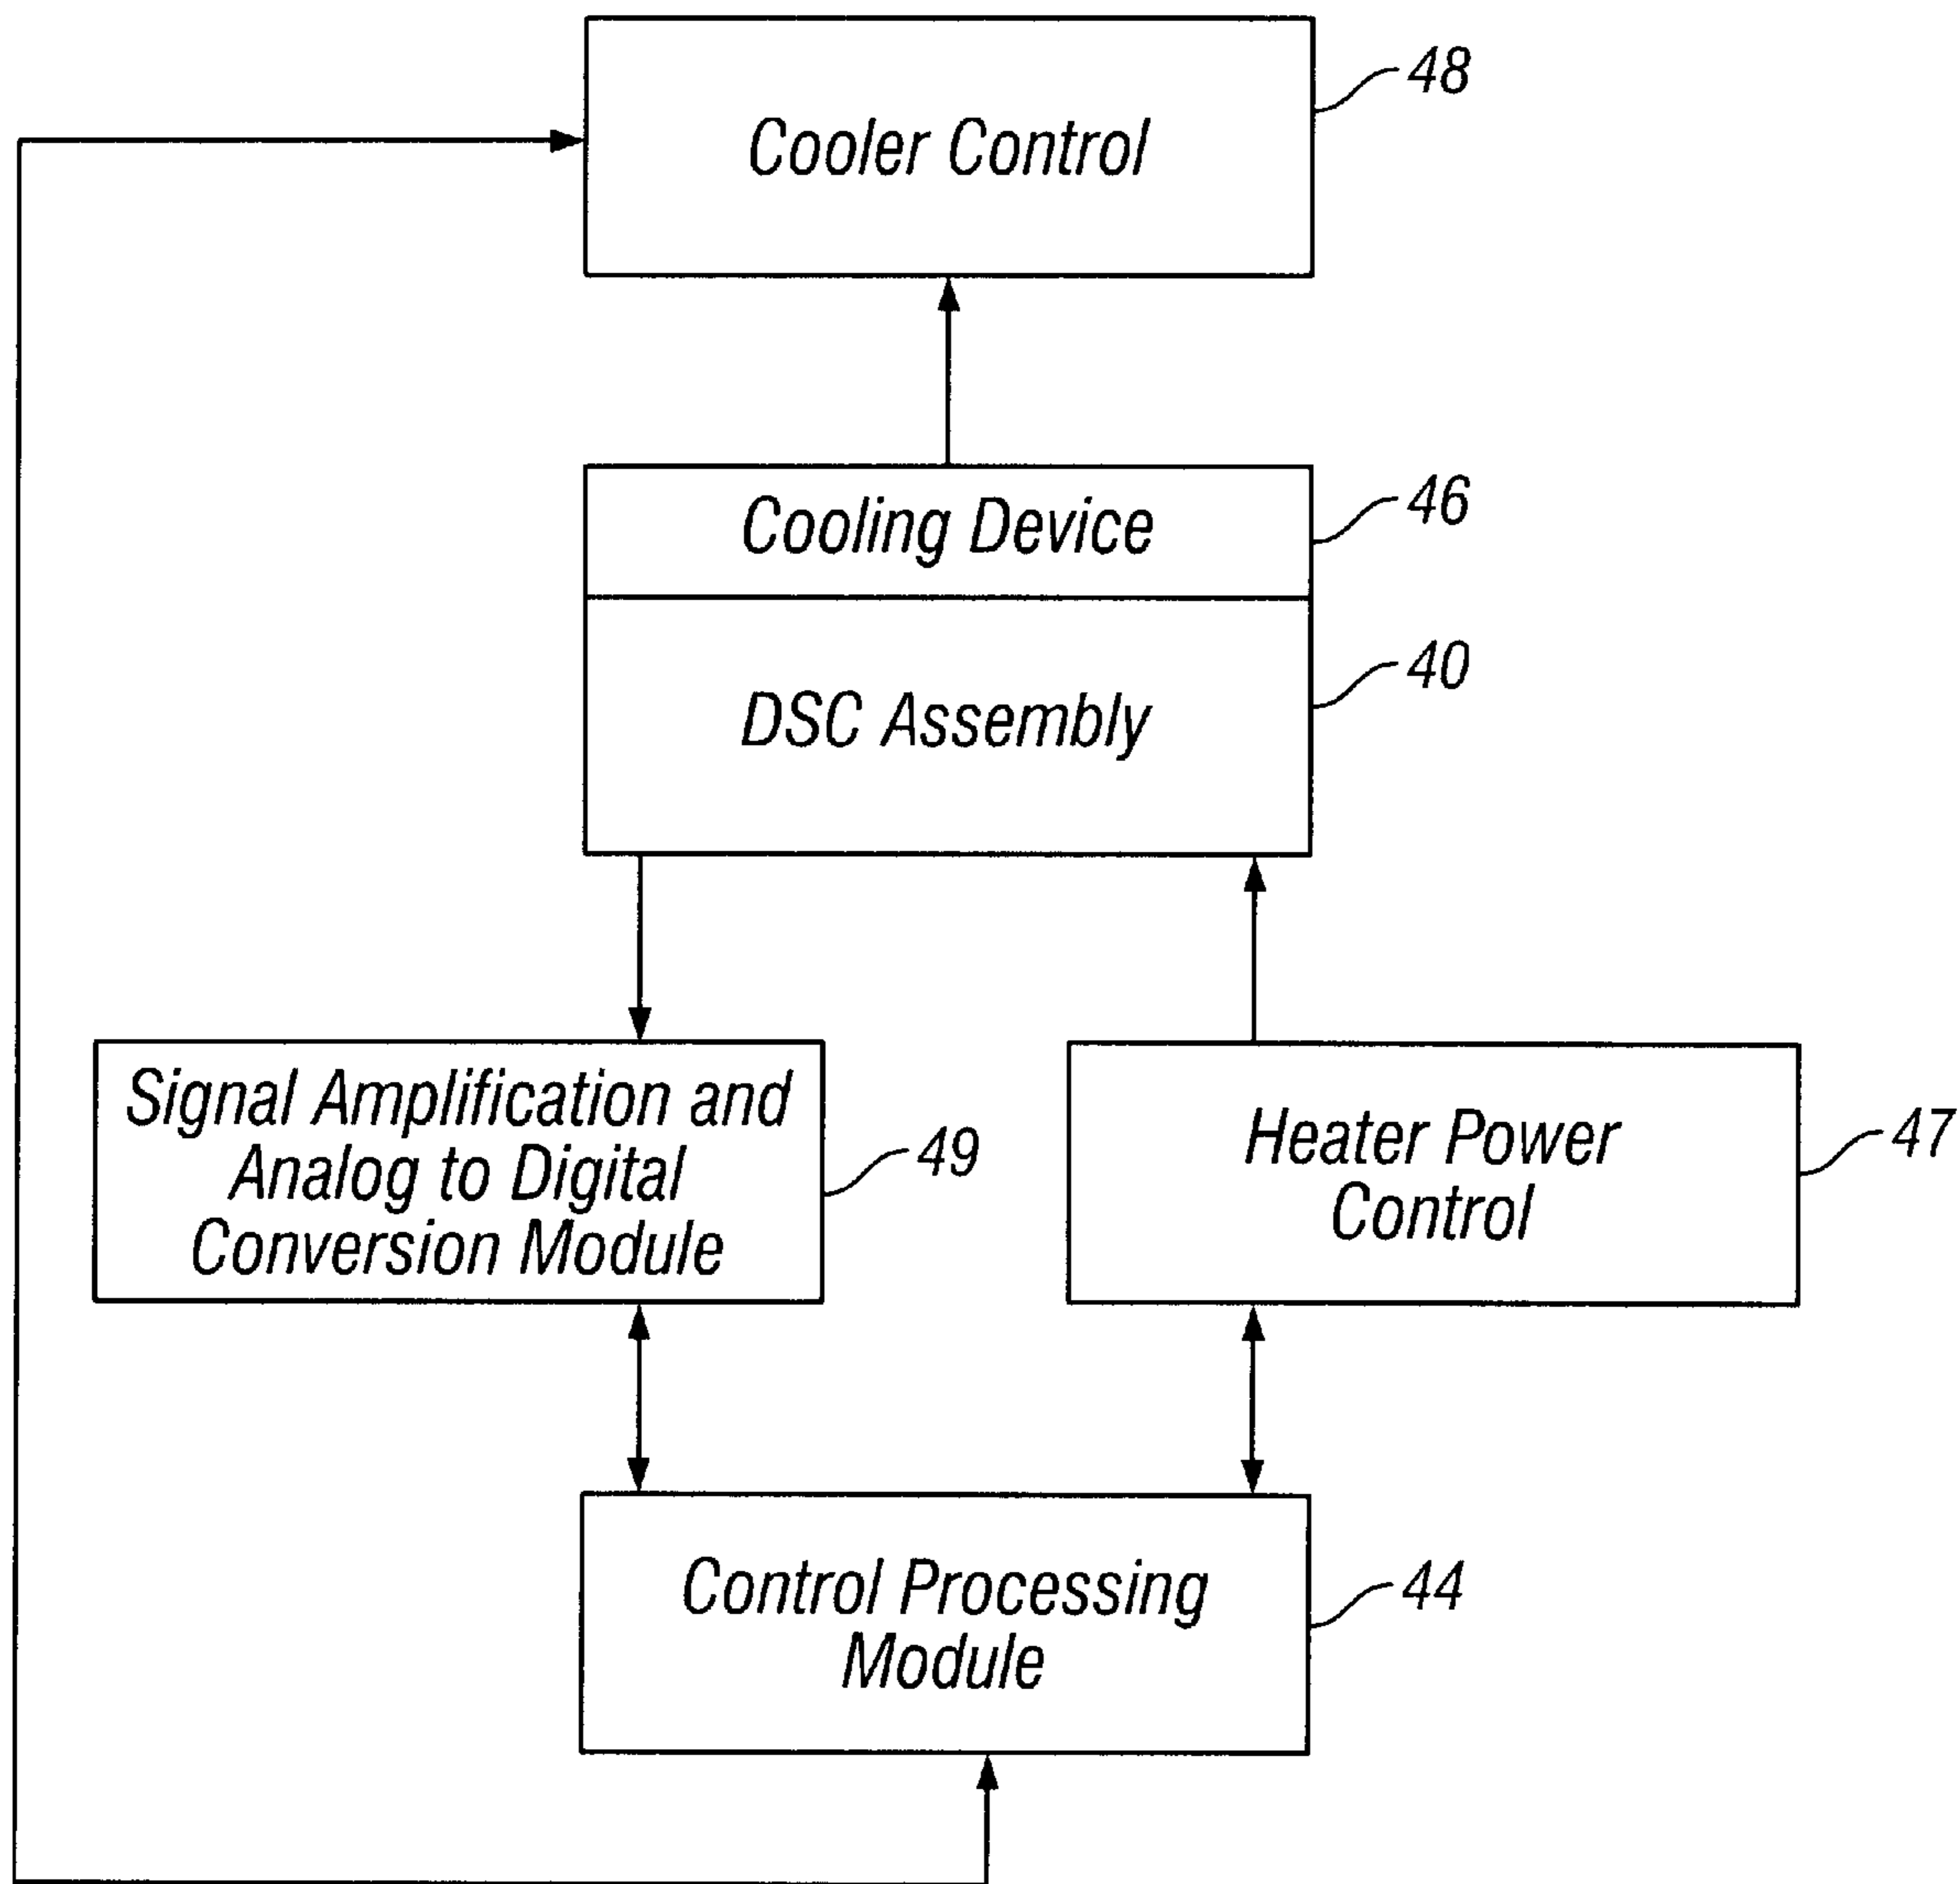 Cooler Control
48
Cooling Device
46
DSC Assembly
40
Signal Amplification and
Analog to Digital
Conversion Module
49
Heater Power
Control
47
Control Processing
Module
44